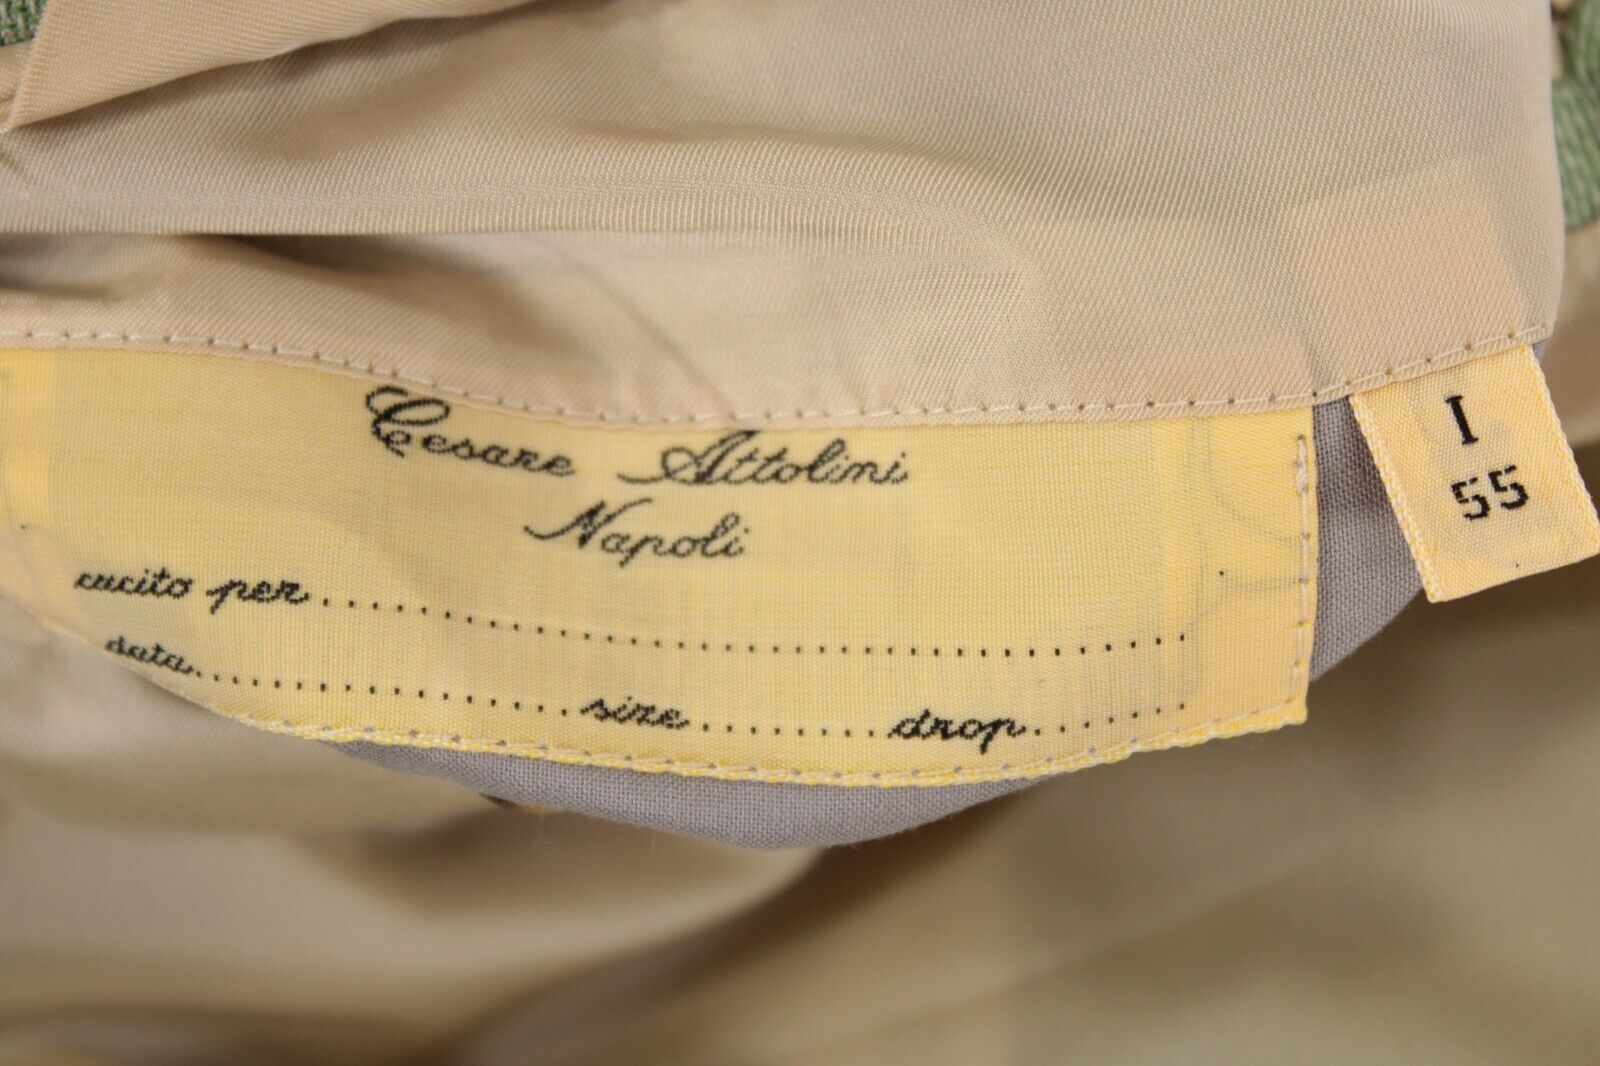 Cesare Attolini
Napoli
cucito per..........................................
data........................size........drop.......
I
55